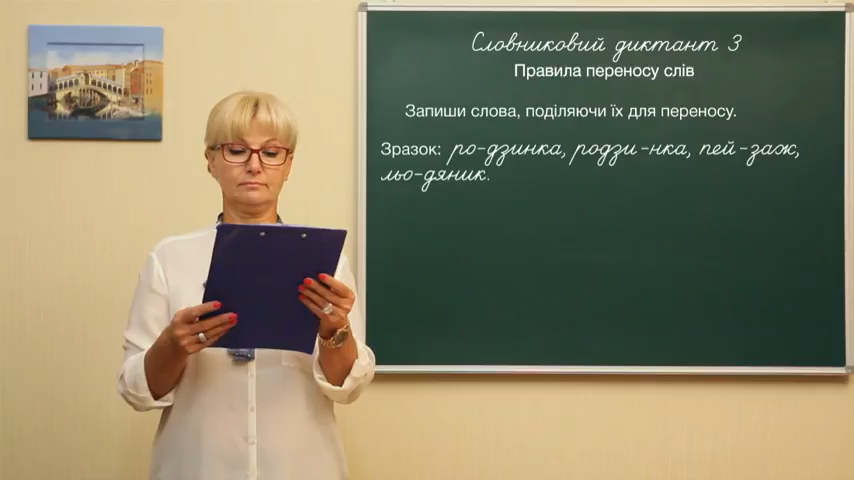 Словниковий диктант 3
Правила переносу слів
Запиши слова, поділяючи їх для переносу.
Зразок: ро-дзинка, родзи-нка, пей-заж,
льо-дяник.